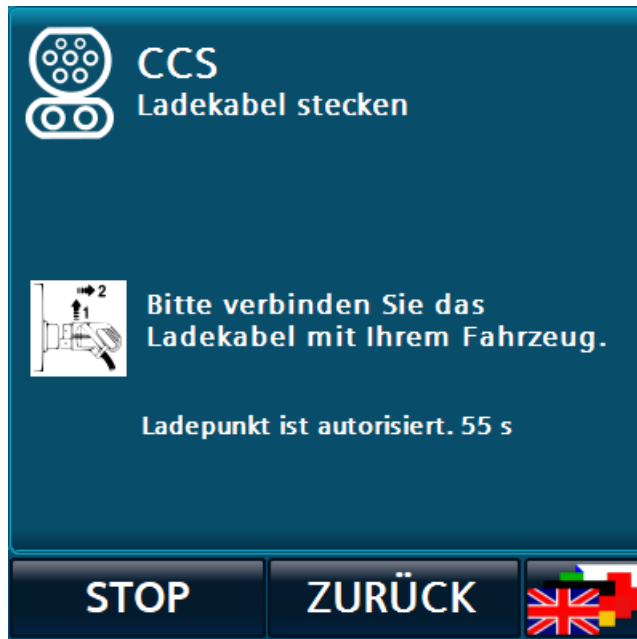 CCS
Ladekabel stecken
2
1
Bitte verbinden Sie das
Ladekabel mit Ihrem Fahrzeug.
Ladepunkt ist autorisiert. 55 s
STOP ZURÜCK